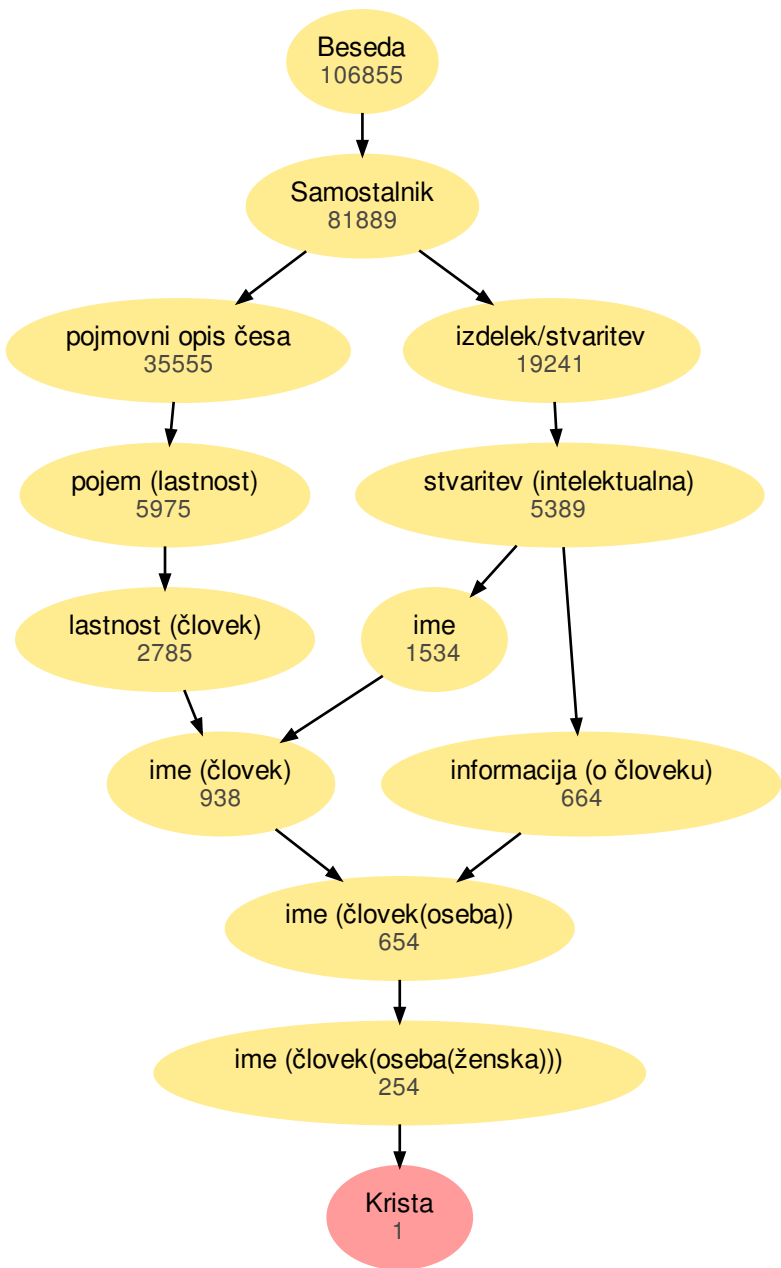 Beseda
106855
Samostalnik
81889
pojmovni opis česa
35555
izdelek/stvaritev
19241
pojem (lastnost)
5975
stvaritev (intelektualna)
5389
lastnost (človek)
2785
ime
1534
ime (človek)
938
informacija (o človeku)
664
ime (človek(oseba))
654
ime (človek(oseba(ženska)))
254
Krista
1